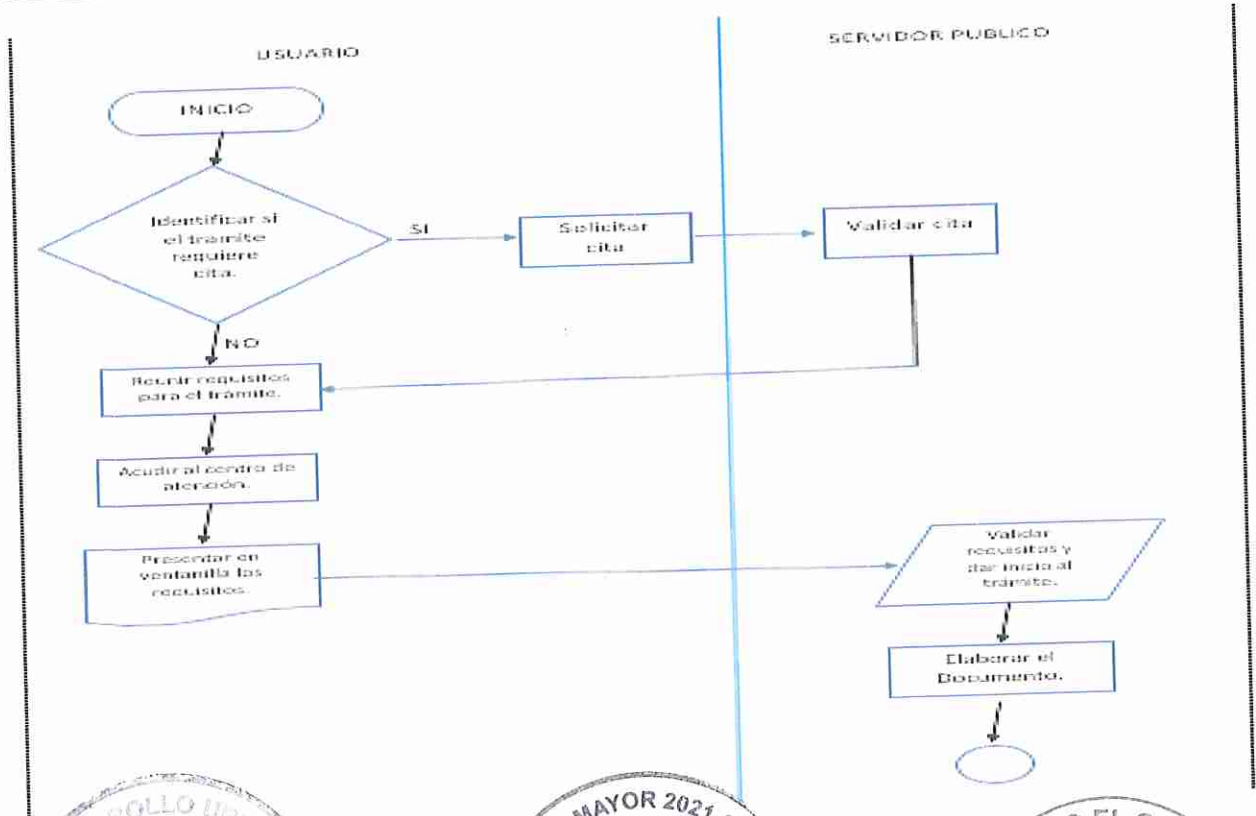 USUARIO
SERVIDOR PUBLICO
INICIO
Identificar si
el tramite
requiere
cita.
SI
Solicitar
cita
Validar cita
NO
Reunir requisitos
para el trámite.
Acudir al centro de
atención.
Presentar en
ventanilla los
requisitos.
Validar
requisitos y
dar inicio al
trámite.
Elaborar el
Documento.
MAYOR 2021